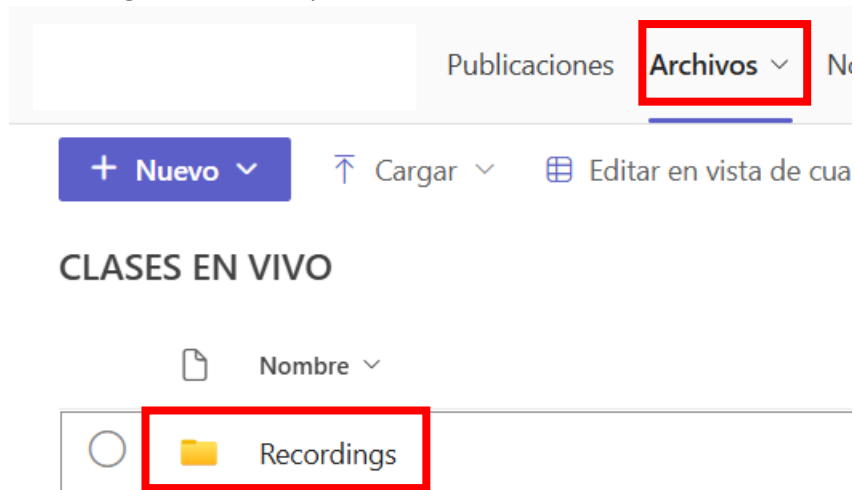 Publicaciones Archivos
+ Nuevo Cargar Editar en vista de cua
CLASES EN VIVO
Nombre
Recordings